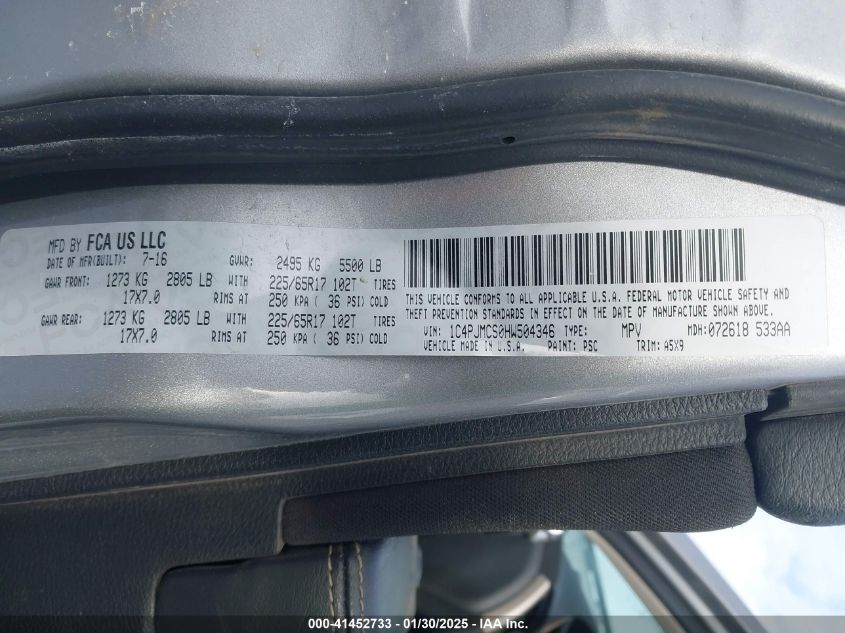 MFD BY FCA US LLC
DATE OF MFR(BUILT): 7-16 GVWR: 2495 KG 5500 LB
GAWR FRONT: 1273 KG 2805 LB WITH 225/65R17 102T TIRES
17X7.0 RIMS AT 250 KPA ( 36 PSI) COLD
GAWR REAR: 1273 KG 2805 LB WITH 225/65R17 102T TIRES
17X7.0 RIMS AT 250 KPA ( 36 PSI) COLD
THIS VEHICLE CONFORMS TO ALL APPLICABLE U.S.A. FEDERAL MOTOR VEHICLE SAFETY AND
THEFT PREVENTION STANDARDS IN EFFECT ON THE DATE OF MANUFACTURE SHOWN ABOVE.
VIN: 1C4PJMCS0HW504346 TYPE: MPV MDH: 072618 533AA
VEHICLE MADE IN U.S.A. PAINT: PSC TRIM: A5X9
000-41452733 - 01/30/2025 - IAAI.COM